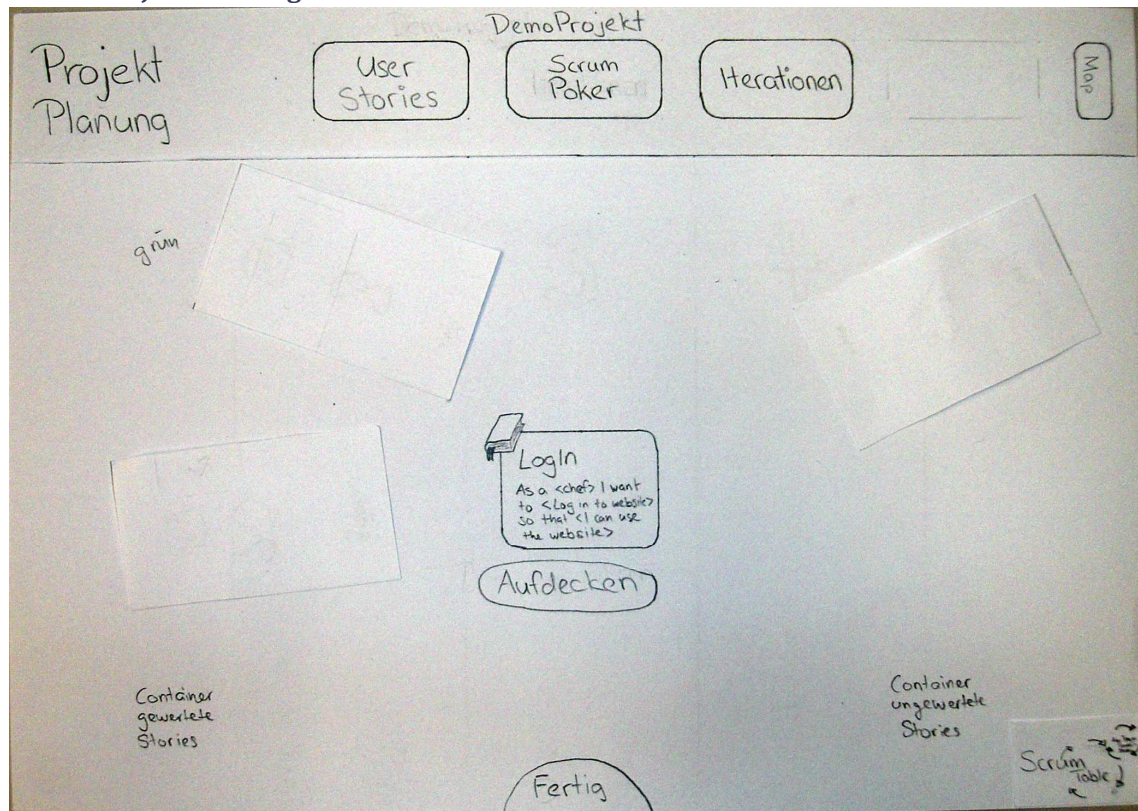 DemoProjekt
Projekt
Planung
User
Stories
Scrum
Poker
Iterationen
Map
grün
LogIn
As a <chef> I want
to <Log in to website>
so that <I can use
the website>
Aufdecken
Container
gewertete
Stories
Container
ungewertete
Stories
Fertig
Scrum
Table